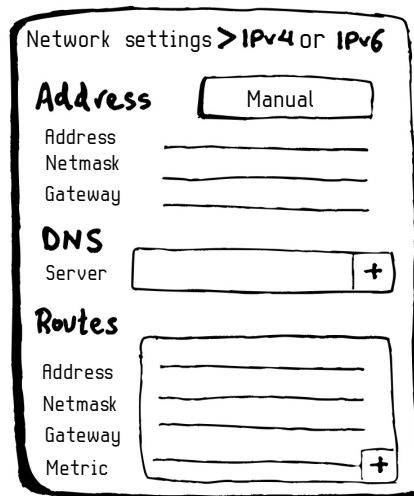 Network settings > IPv4 or IPv6
Address
Manual
Address
Netmask
Gateway
DNS
Server
+
Routes
Address
Netmask
Gateway
Metric
+